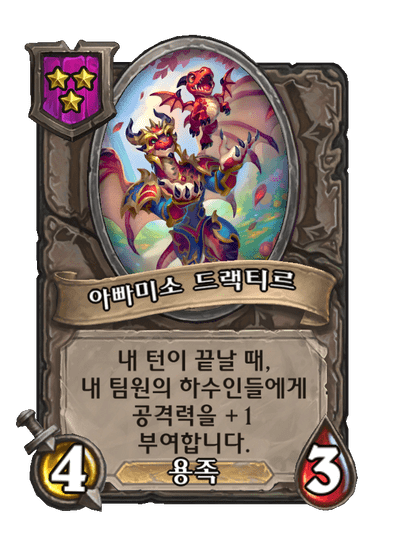 아빠미소 드랙티르
내 턴이 끝날 때,
내 팀원의 하수인들에게
공격력을 +1
부여합니다.
4
용족
3